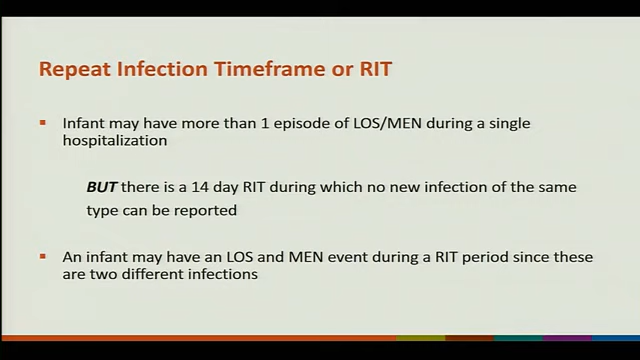 Repeat Infection Timeframe or RIT
Infant may have more than 1 episode of LOS/MEN during a single
hospitalization
BUT there is a 14 day RIT during which no new infection of the same
type can be reported
An infant may have an LOS and MEN event during a RIT period since these
are two different infections